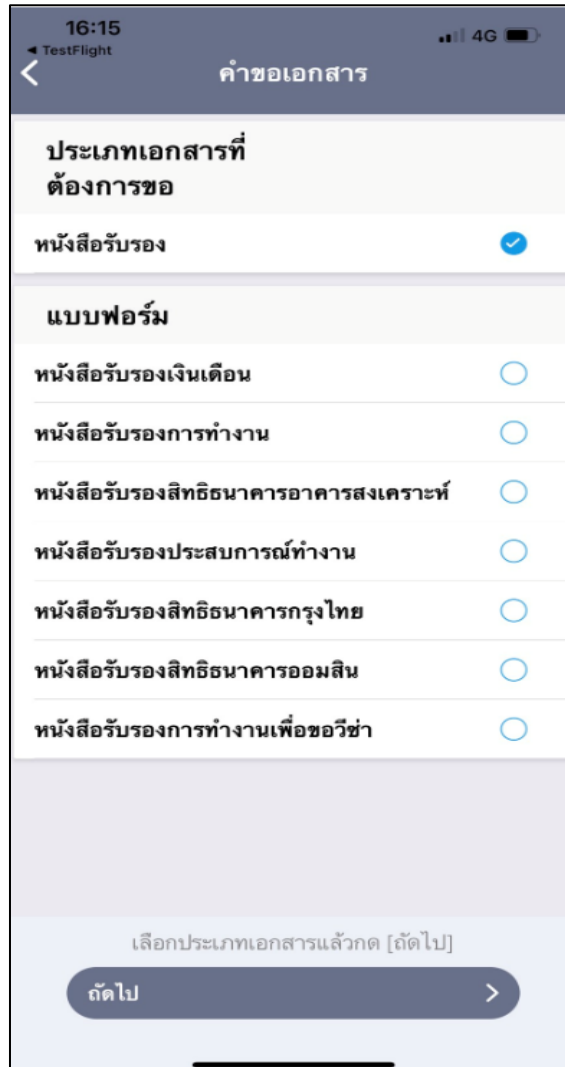 16:15
4G
◄ TestFlight
คำขอเอกสาร
ประเภทเอกสารที่
ต้องการขอ
หนังสือรับรอง
แบบฟอร์ม
หนังสือรับรองเงินเดือน
หนังสือรับรองการทำงาน
หนังสือรับรองสิทธิธนาคารอาคารสงเคราะห์
หนังสือรับรองประสบการณ์ทำงาน
หนังสือรับรองสิทธิธนาคารกรุงไทย
หนังสือรับรองสิทธิธนาคารออมสิน
หนังสือรับรองการทำงานเพื่อขอวีซ่า
เลือกประเภทเอกสารแล้วกด [ถัดไป]
ถัดไป